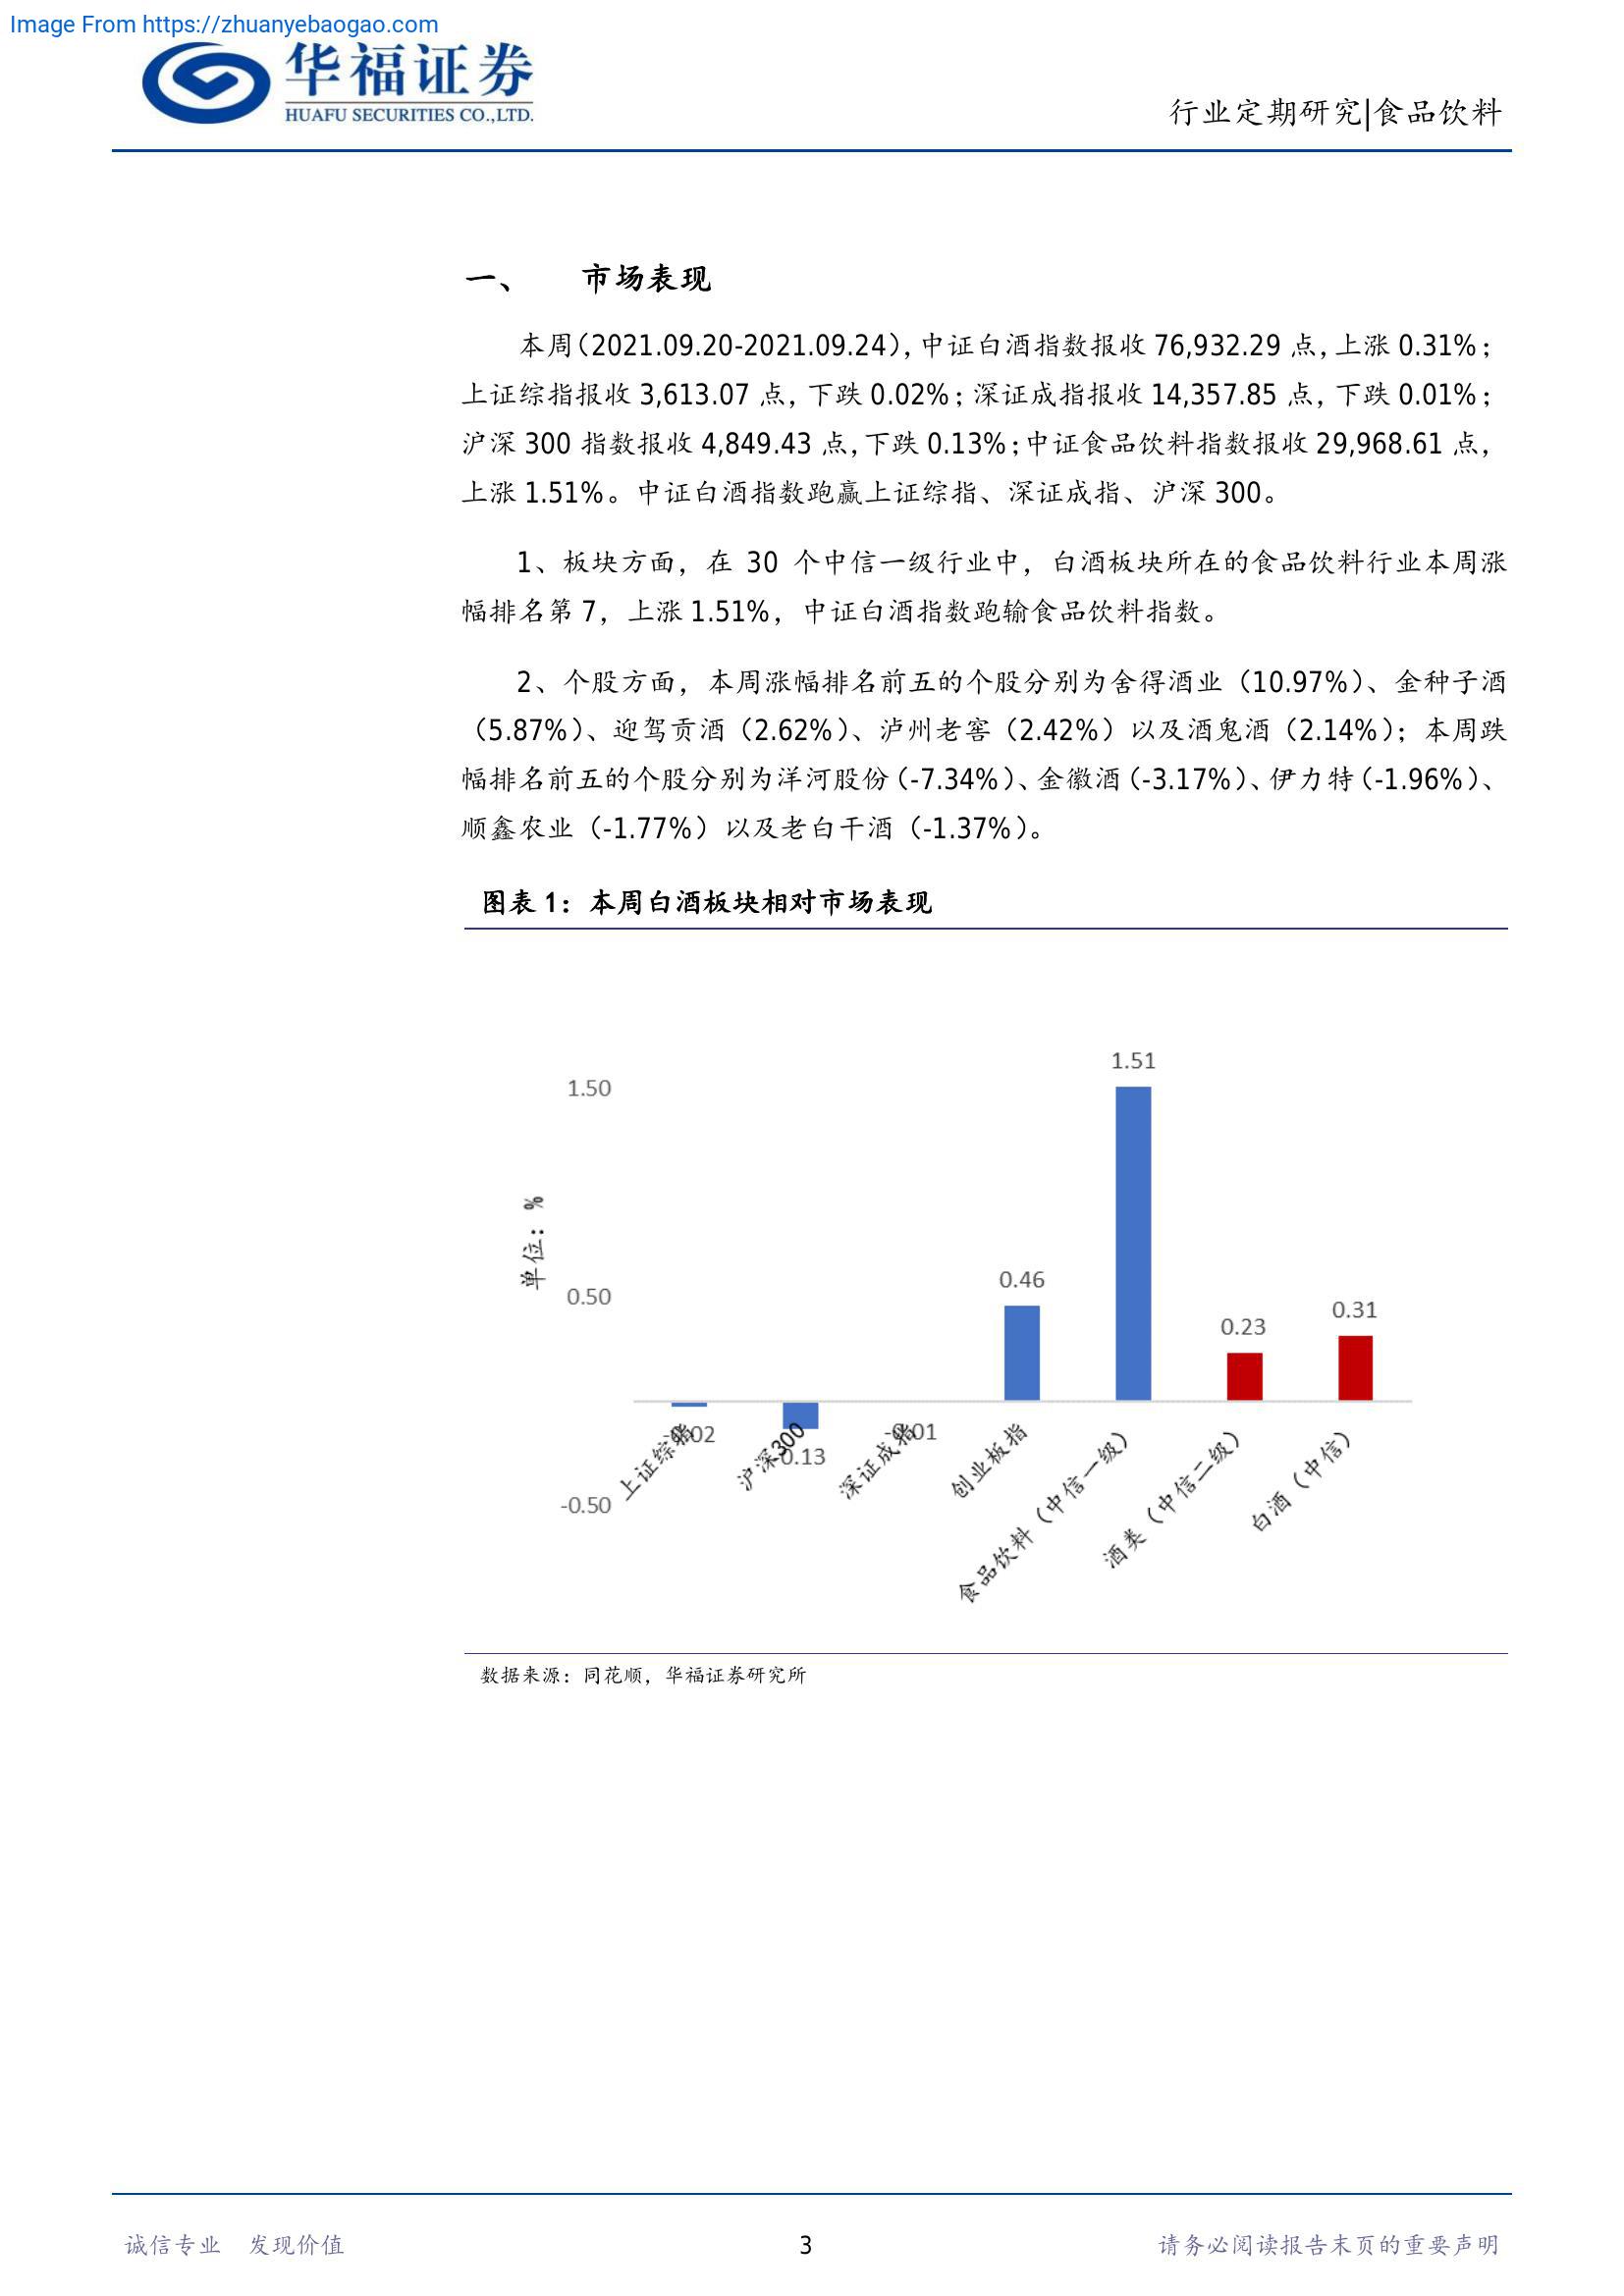 Image From https://zhuanyebaogao.com
华福证券
HUAFU SECURITIES CO.,LTD.
行业定期研究|食品饮料
一、 市场表现
本周（2021.09.20-2021.09.24），中证白酒指数报收 76,932.29 点，上涨 0.31%；
上证综指报收 3,613.07 点，下跌 0.02%；深证成指报收 14,357.85 点，下跌 0.01%；
沪深 300 指数报收 4,849.43 点，下跌 0.13%；中证食品饮料指数报收 29,968.61 点，
上涨 1.51%。中证白酒指数跑赢上证综指、深证成指、沪深 300。
1、板块方面，在 30 个中信一级行业中，白酒板块所在的食品饮料行业本周涨
幅排名第 7，上涨 1.51%，中证白酒指数跑输食品饮料指数。
2、个股方面，本周涨幅排名前五的个股分别为舍得酒业（10.97%）、金种子酒
（5.87%）、迎驾贡酒（2.62%）、泸州老窖（2.42%）以及酒鬼酒（2.14%）；本周跌
幅排名前五的个股分别为洋河股份（-7.34%）、金徽酒（-3.17%）、伊力特（-1.96%）、
顺鑫农业（-1.77%）以及老白干酒（-1.37%）。
图表 1：本周白酒板块相对市场表现
单位：%
1.50
0.50
-0.50
-0.02
-0.13
-0.01
0.46
1.51
0.23
0.31
上证综指
沪深300
深证成指
创业板指
食品饮料（中信一级）
酒类（中信二级）
白酒（中信）
数据来源：同花顺，华福证券研究所
诚信专业 发现价值
3
请务必阅读报告末页的重要声明